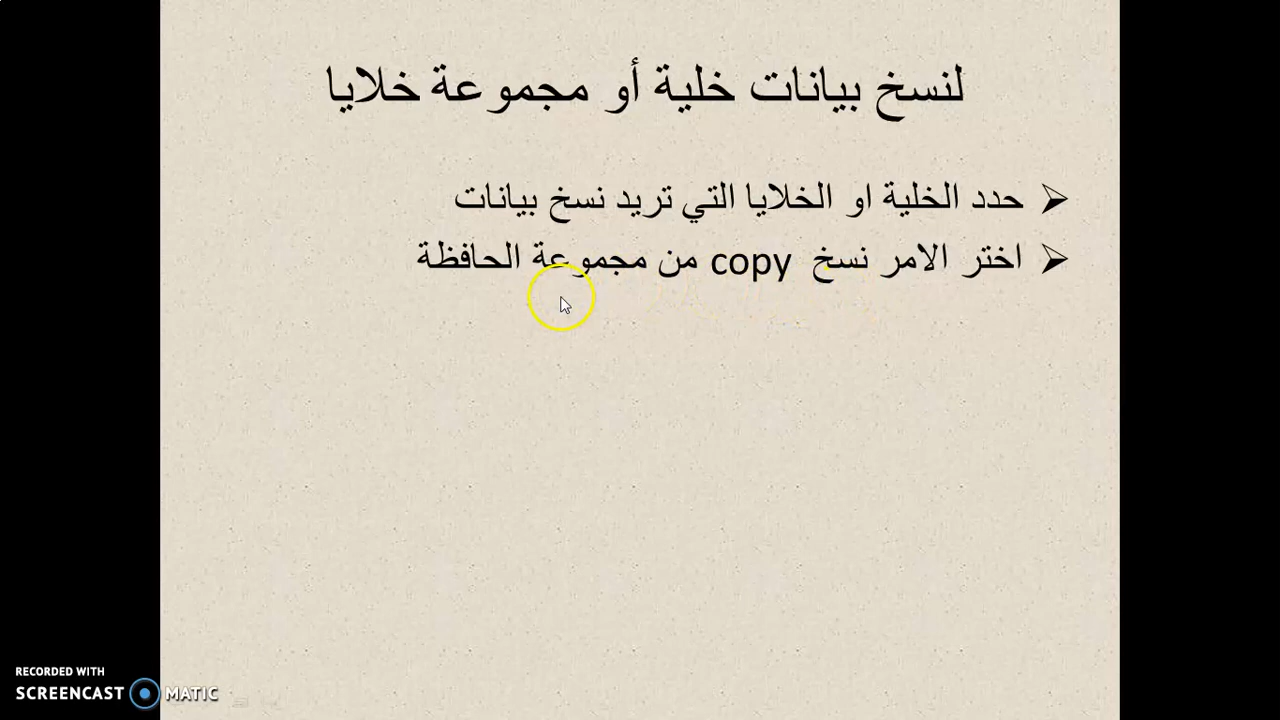 لنسخ بيانات خلية أو مجموعة خلايا
حدد الخلية او الخلايا التي تريد نسخ بيانات
اختر الامر نسخ copy من مجموعة الحافظة
RECORDED WITH
SCREENCAST MATIC